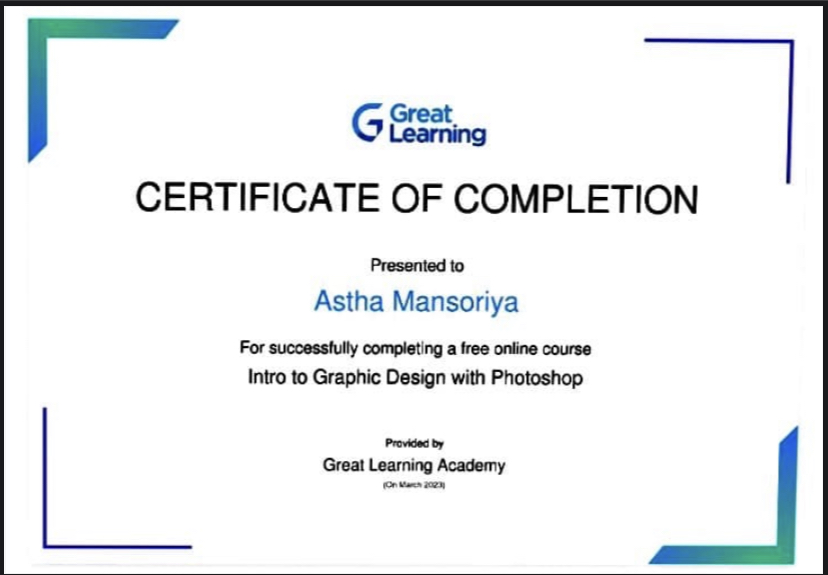 Great
Learning
CERTIFICATE OF COMPLETION
Presented to
Astha Mansoriya
For successfully completing a free online course
Intro to Graphic Design with Photoshop
Provided by
Great Learning Academy
(On March 2023)